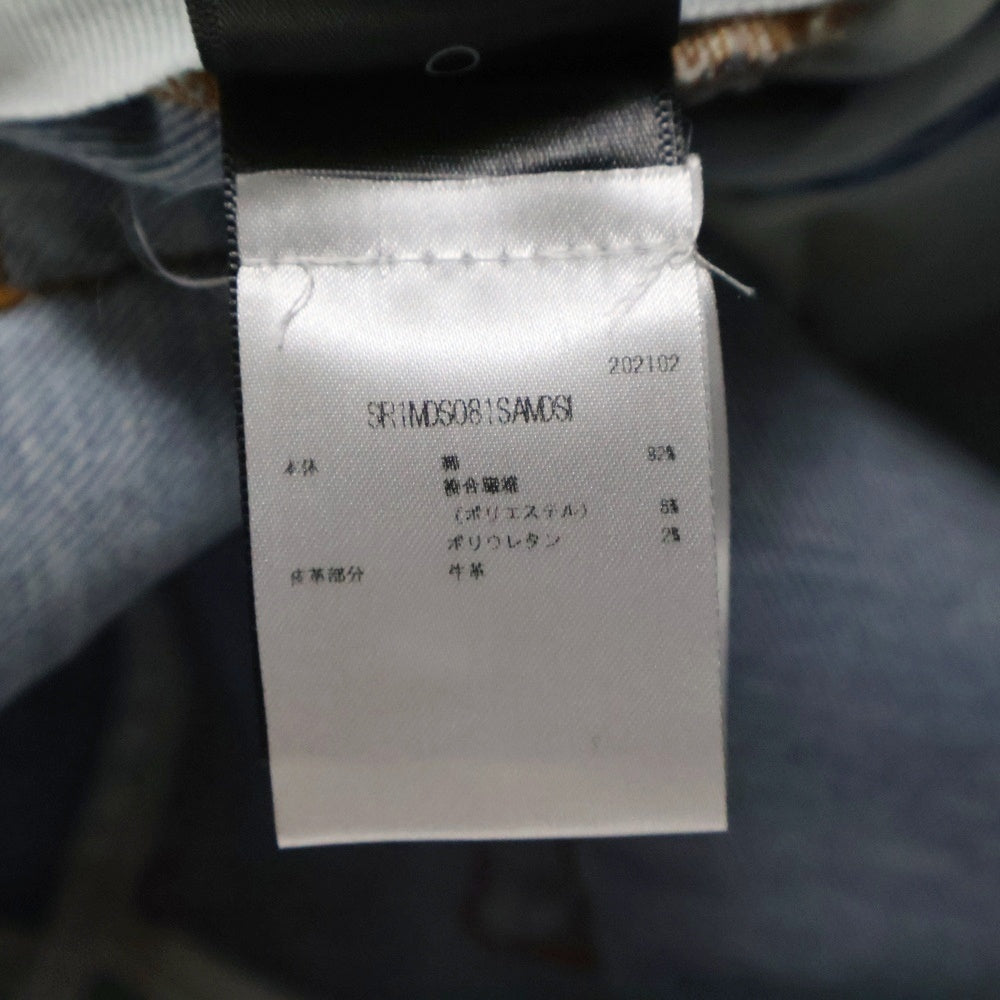 202102
SR1MDS081SAMDSI
本体 綿 92%
複合繊維
(ポリエステル) 6%
ポリウレタン 2%
皮革部分 牛革